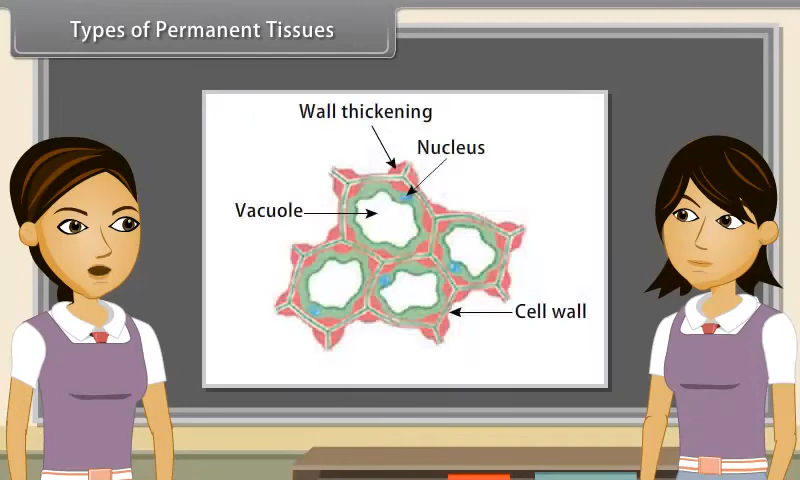 Types of Permanent Tissues
Wall thickening
Nucleus
Vacuole
Cell wall